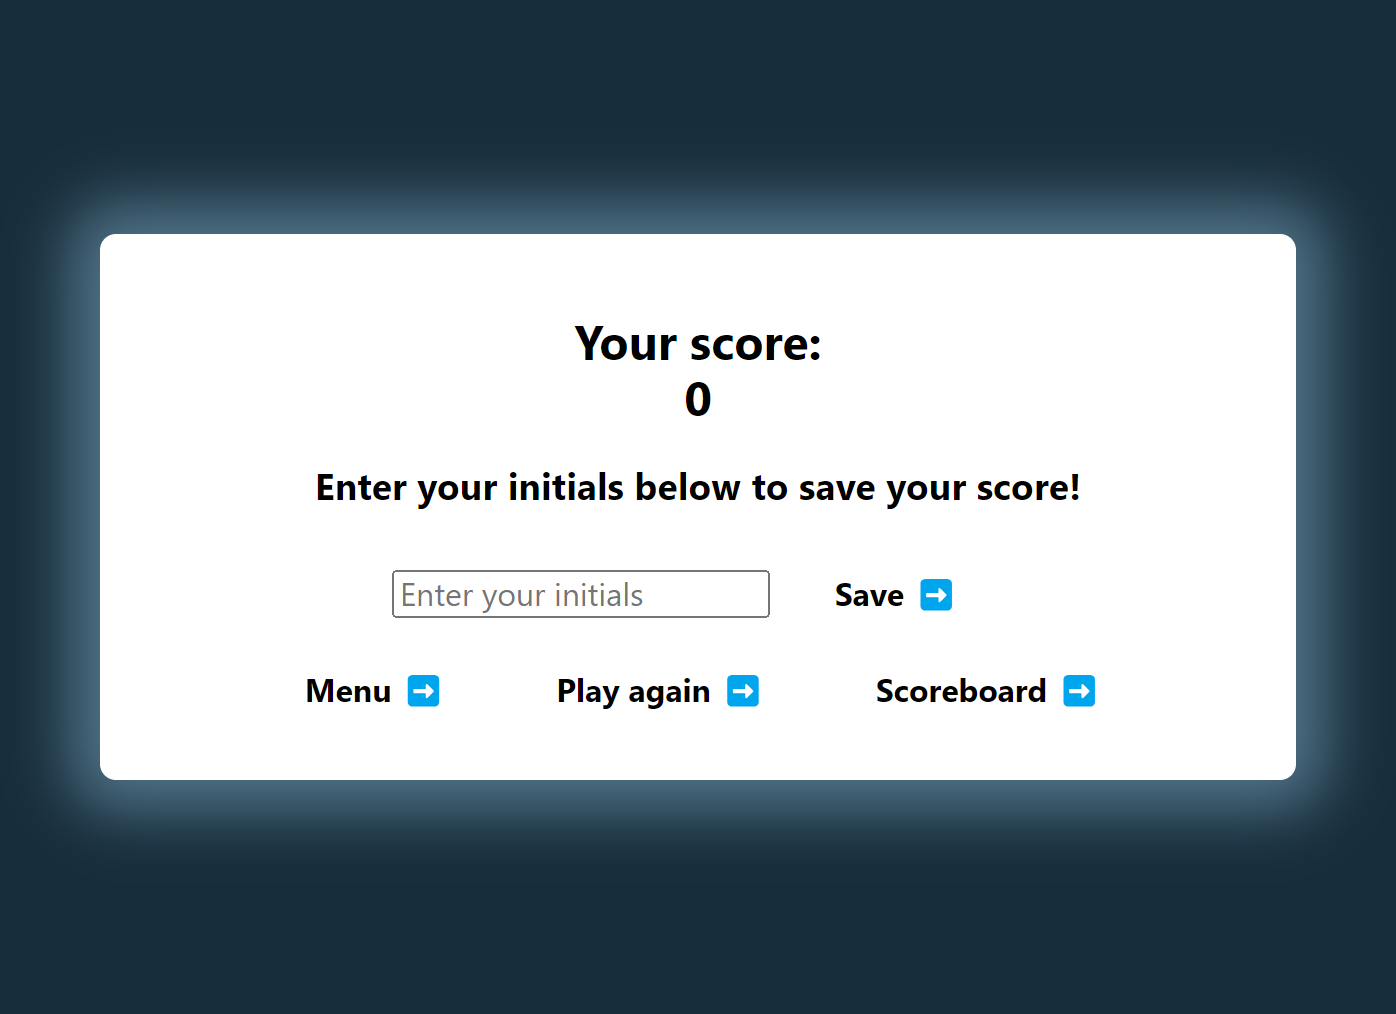 Your score:
0
Enter your initials below to save your score!
Enter your initials Save ➡️
Menu ➡️ Play again ➡️ Scoreboard ➡️